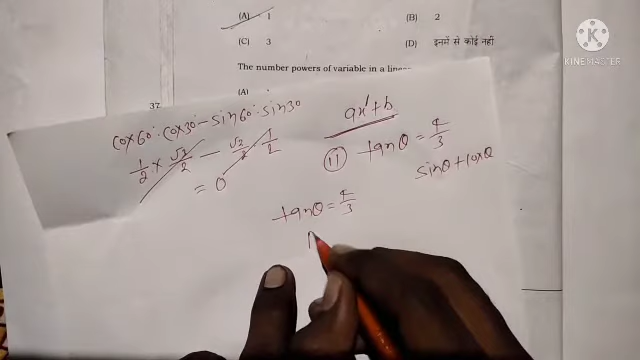 (A) 1 (B) 2
(C) 3 (D) इनमें से कोई नहीं
The number powers of variable in a linea
37. (A)
cos60°·cos30° - sin60°·sin30
1/2 × √3/2 - √3/2 · 1/2
= 0
ax¹+b
(11) tanθ = 4/3
sinθ + cosθ
tanθ = 4/3
KINEMASTER